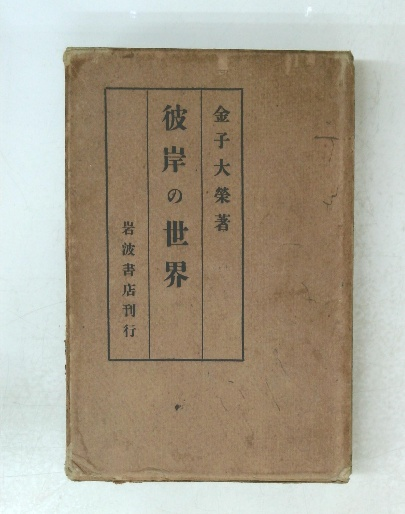 金子大榮著
彼岸の世界
岩波書店刊行